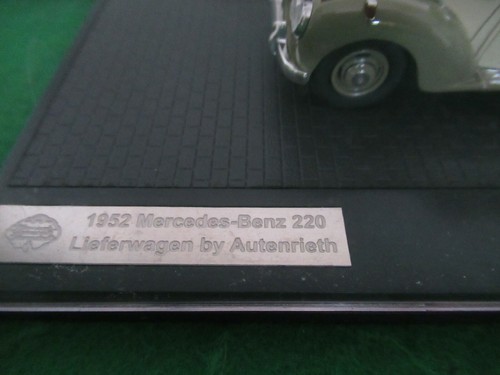 1952 Mercedes-Benz 220
Lieferwagen by Autenrieth